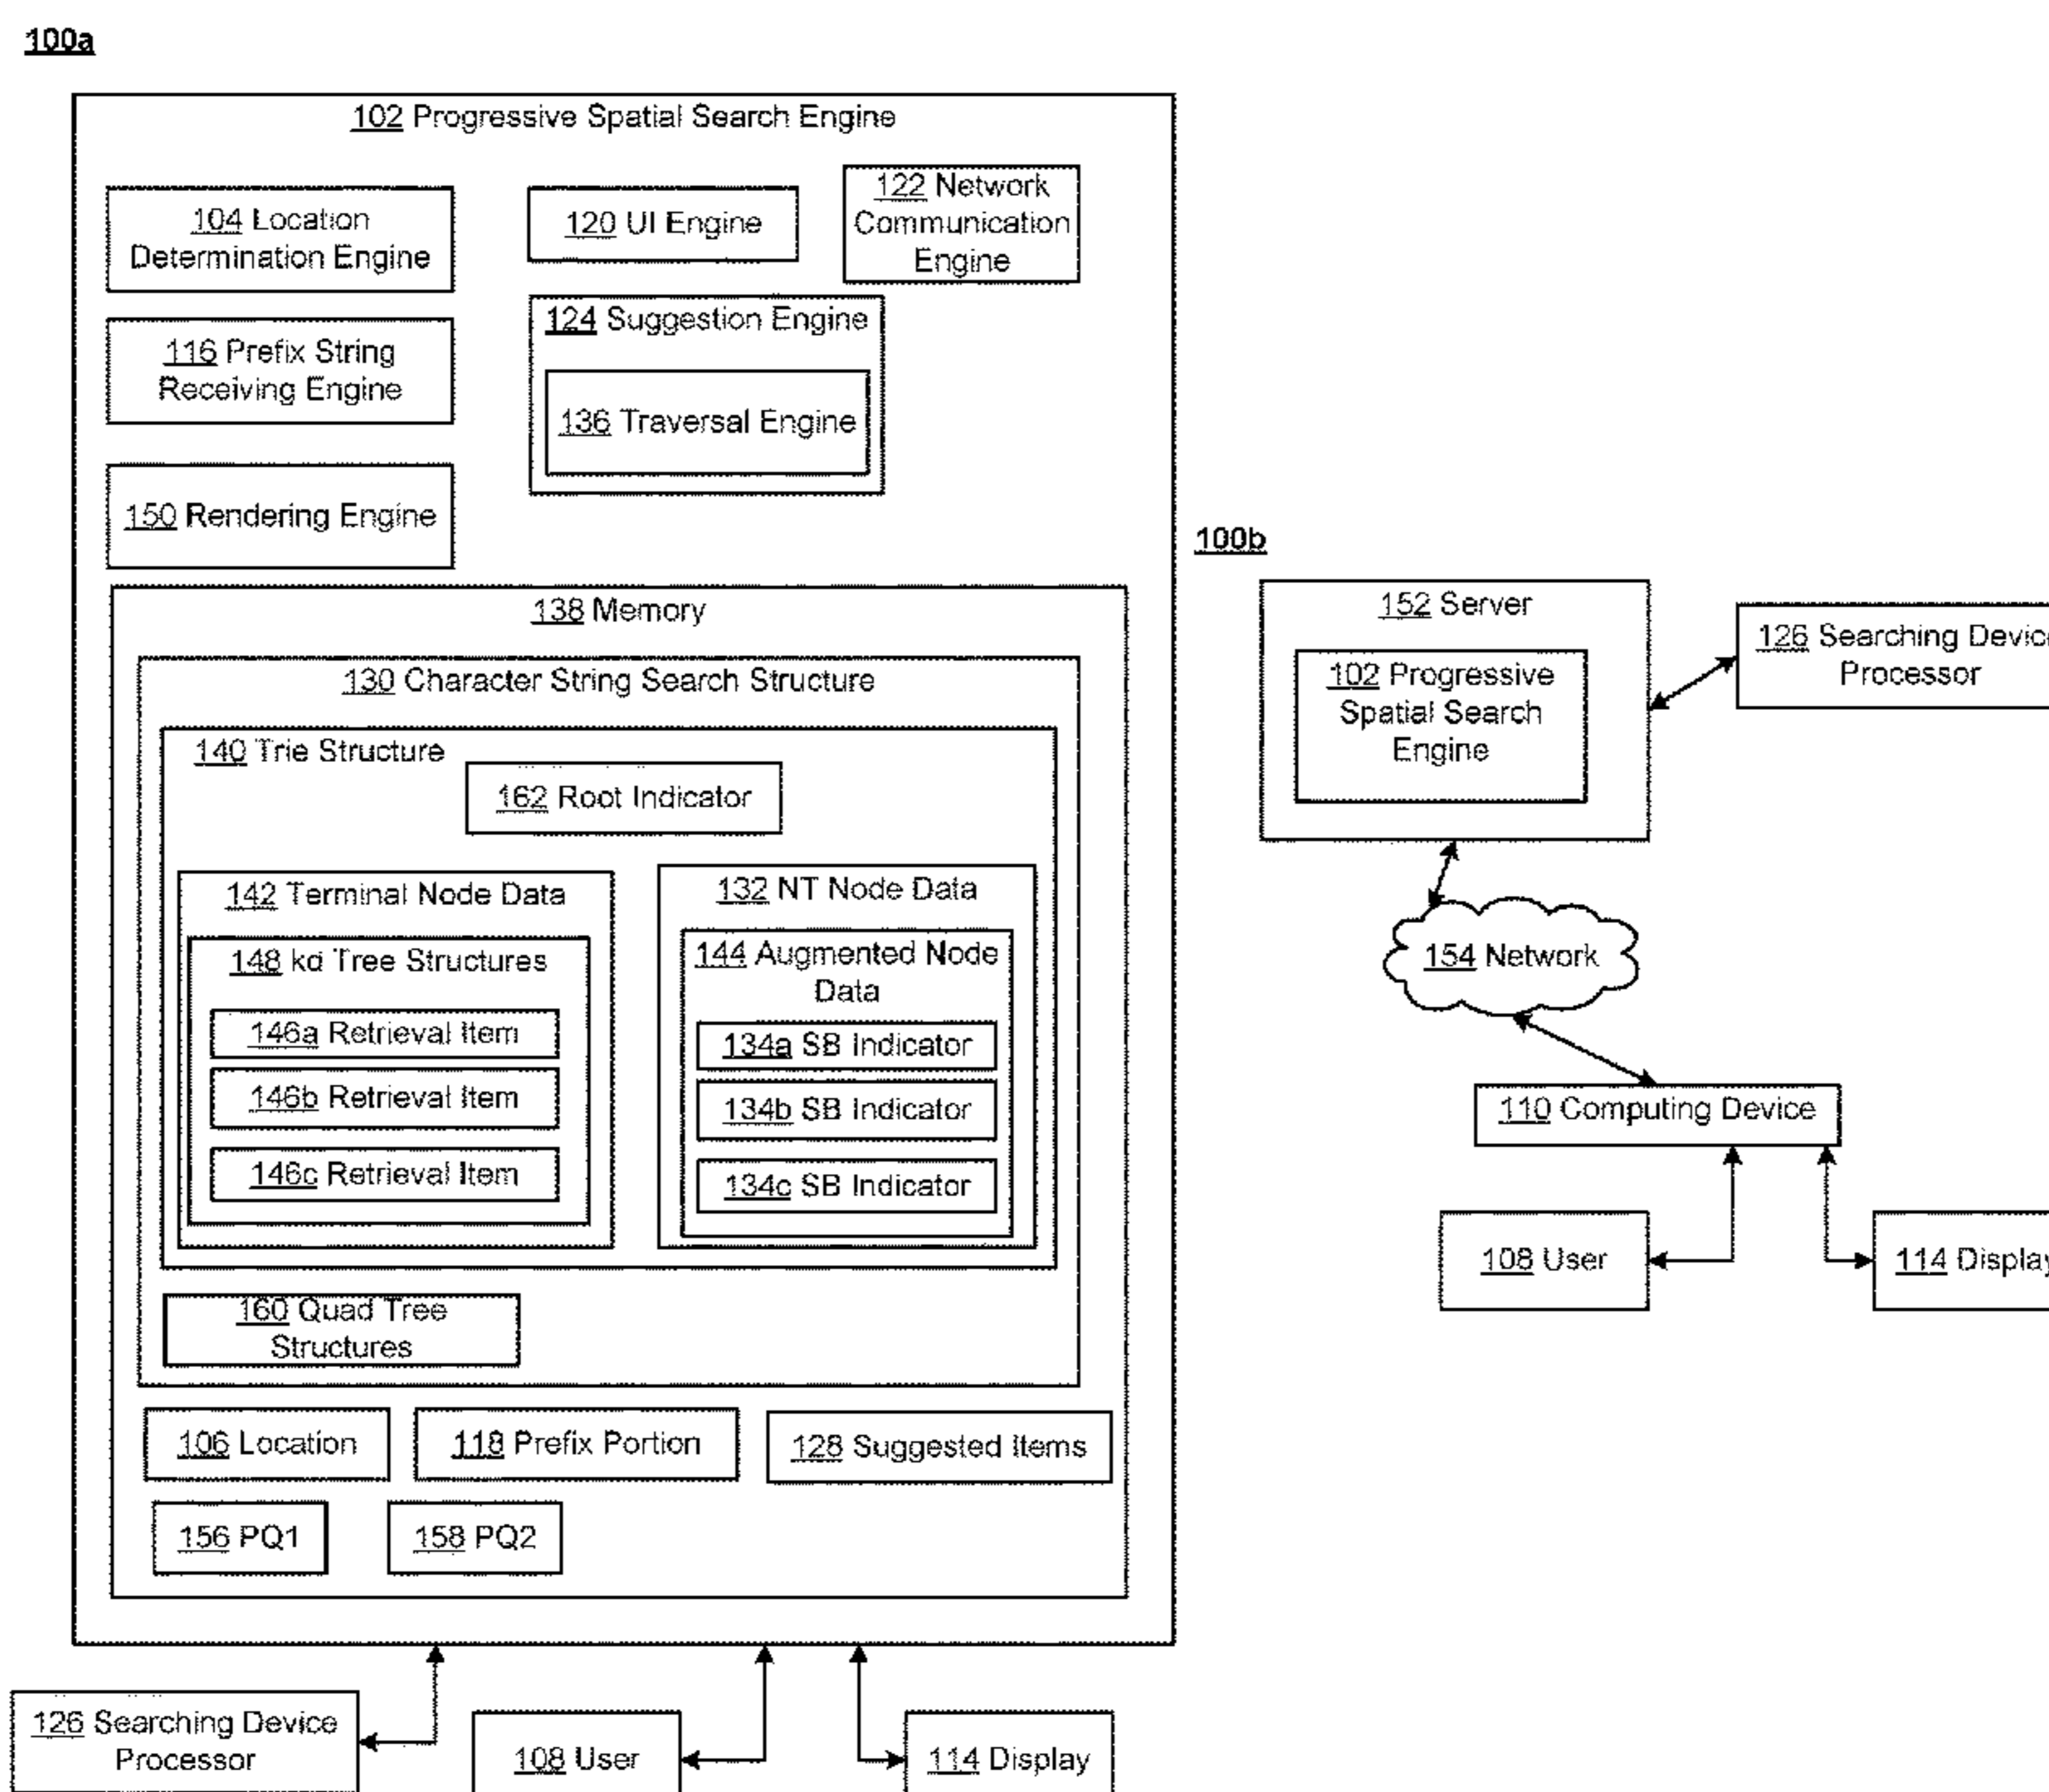 100a
102 Progressive Spatial Search Engine
104 Location
Determination Engine
120 UI Engine
122 Network
Communication
Engine
116 Prefix String
Receiving Engine
124 Suggestion Engine
136 Traversal Engine
150 Rendering Engine
138 Memory
130 Character String Search Structure
140 Trie Structure
162 Root Indicator
142 Terminal Node Data
148 kd Tree Structures
146a Retrieval Item
146b Retrieval Item
146c Retrieval Item
132 NT Node Data
144 Augmented Node
Data
134a SB Indicator
134b SB Indicator
134c SB Indicator
160 Quad Tree
Structures
106 Location
118 Prefix Portion
128 Suggested Items
156 PQ1
158 PQ2
126 Searching Device
Processor
108 User
114 Display
100b
152 Server
102 Progressive
Spatial Search
Engine
126 Searching Device
Processor
154 Network
110 Computing Device
108 User
114 Display